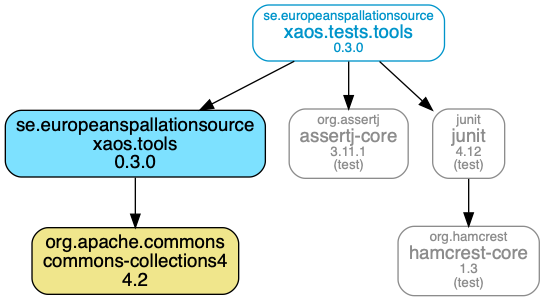 se.europeanspallationsource
xaos.tests.tools
0.3.0
se.europeanspallationsource
xaos.tools
0.3.0
org.assertj
assertj-core
3.11.1
(test)
junit
junit
4.12
(test)
org.apache.commons
commons-collections4
4.2
org.hamcrest
hamcrest-core
1.3
(test)